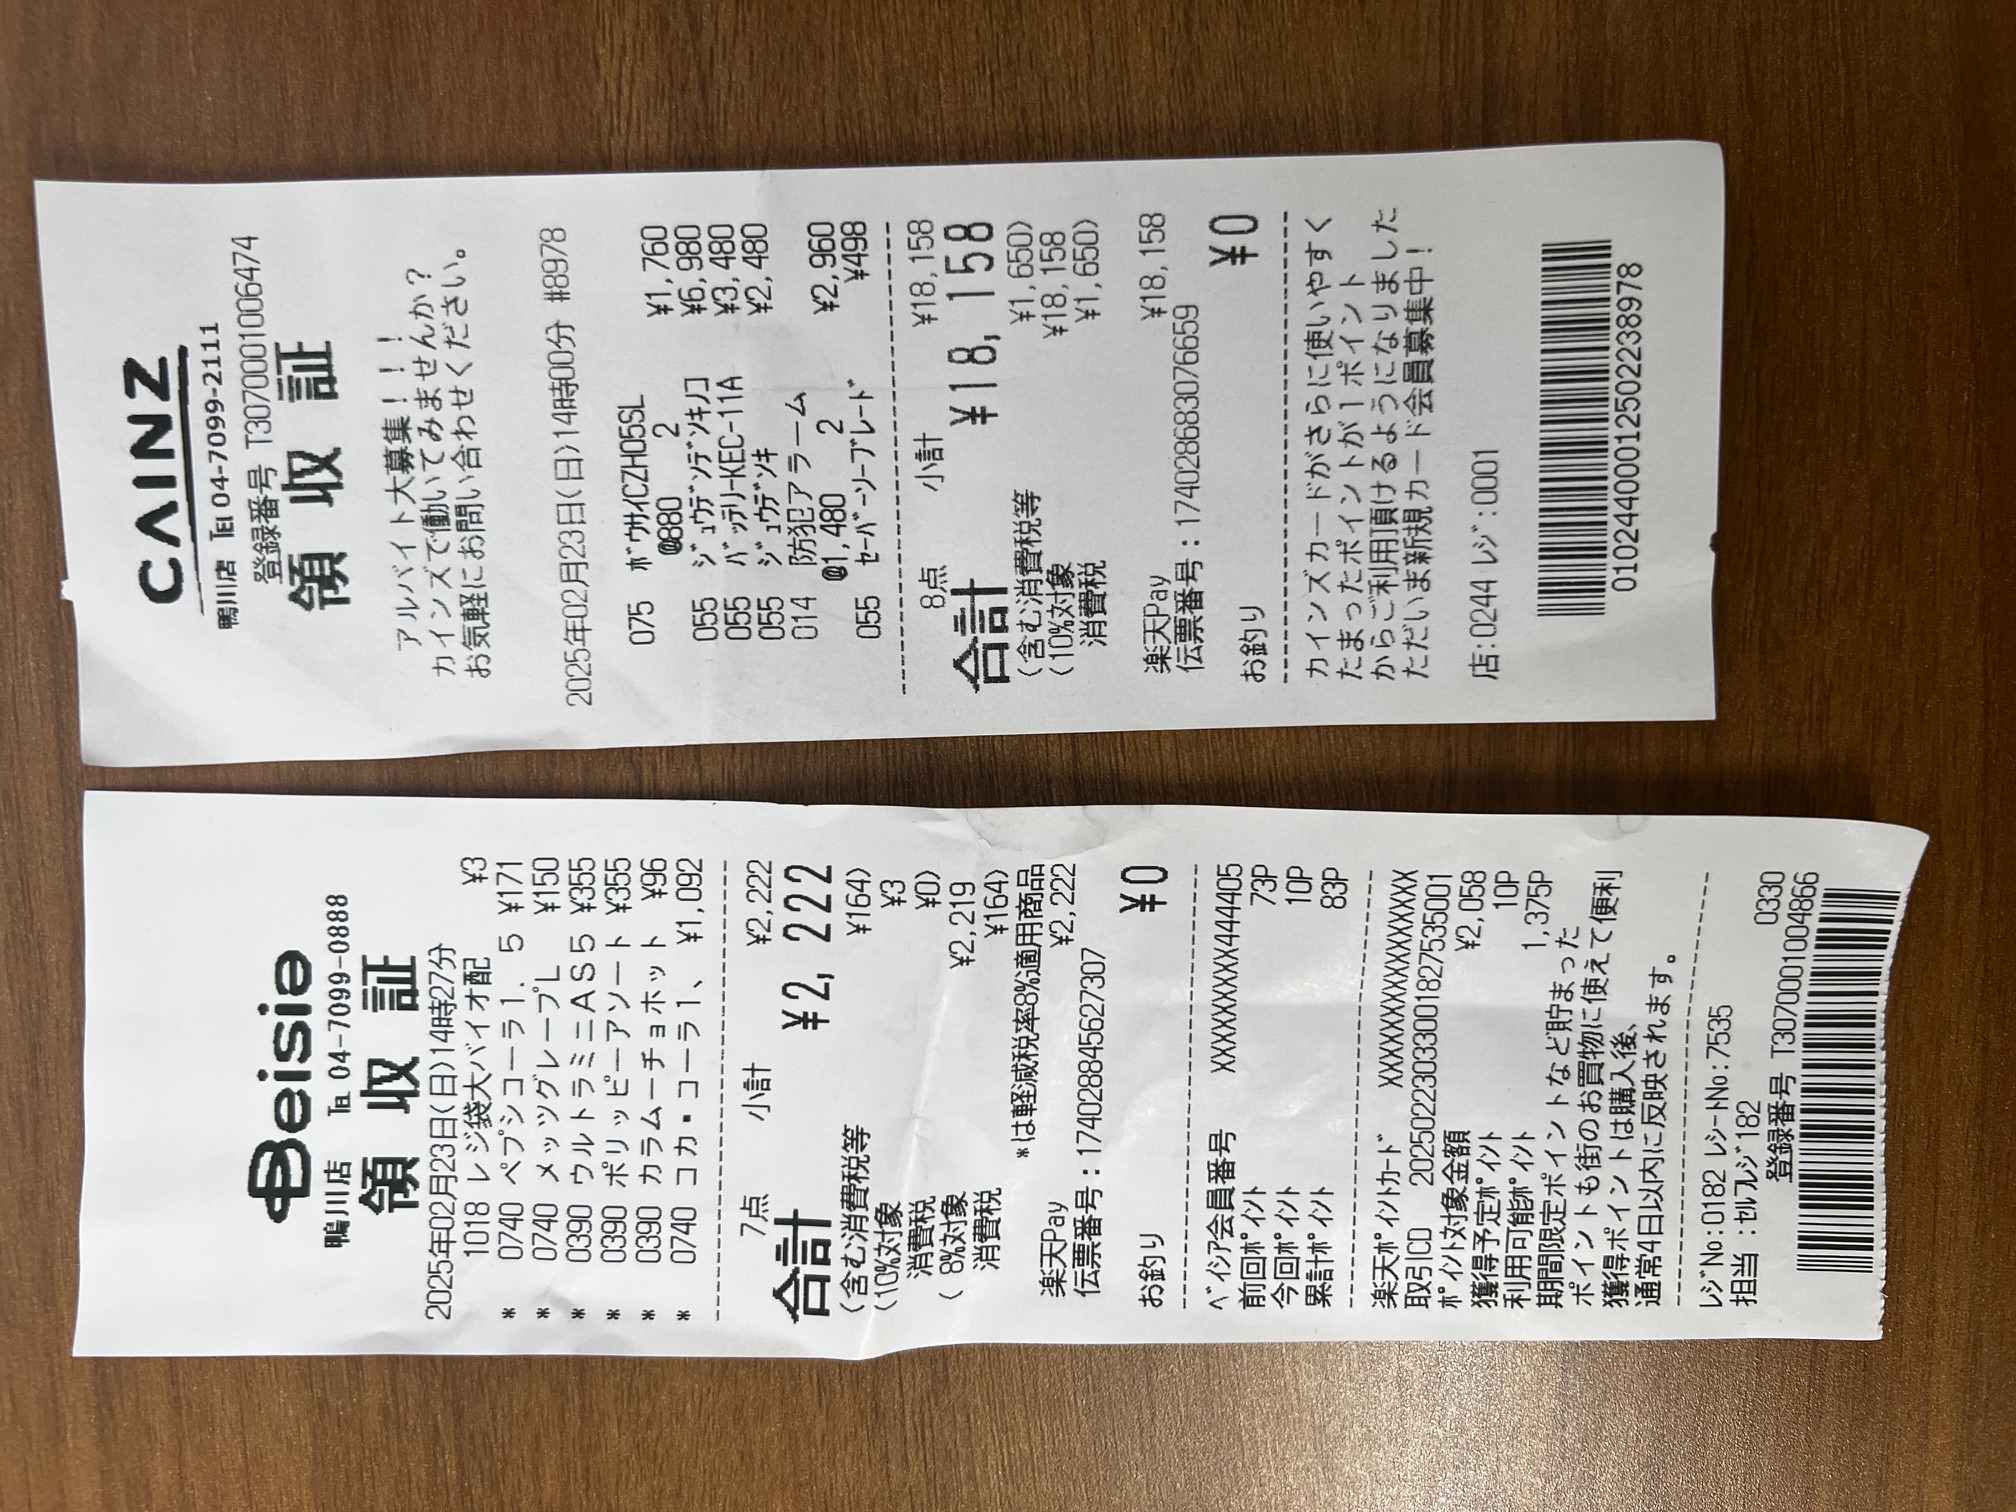 Beisia
鴨川店 Tel 04-7099-0888
領 収 証
2025年02月23日(日)14時27分
1018 レジ袋大バイオ配 ¥3
* 0740 ペプシコーラ1.5 ¥171
* 0740 メッツグレープL ¥150
* 0390 ウルトラミニAS5 ¥355
* 0390 ポリッピーアソート ¥355
* 0390 カラムーチョホット ¥96
* 0740 コカ・コーラ1、 ¥1,092
7点 小計 ¥2,222
合計 ¥2,222
(含む消費税等 ¥164)
(10%対象 ¥3
消費税 ¥0)
( 8%対象 ¥2,219
消費税 ¥164)
*は軽減税率8%適用商品
楽天Pay ¥2,222
伝票番号:1740288456627307
お釣り ¥0
ベイシア会員番号 XXXXXXXXXX444405
前回ポイント 73P
今回ポイント 10P
累計ポイント 83P
楽天ポイントカード XXXXXXXXXXXXXXXX
取引CD 20250223033001827535001
ポイント対象金額 ¥2,058
獲得予定ポイント 10P
利用可能ポイント 1,375P
期間限定ポイントなど貯まった
ポイントも街のお買物に使えて便利
獲得ポイントは購入後、
通常4日以内に反映されます。
レジNo:0182 レシートNo:7535
担当:セルフレジ182 0330
登録番号 T3070001004866
CAINZ
鴨川店 Tel 04-7099-2111
登録番号 T3070001006474
領 収 証
アルバイト大募集!!!
カインズで働いてみませんか?
お気軽にお問い合わせください。
2025年02月23日(日)14時00分 #8978
075 ボウサイCZH05SL
@880 2 ¥1,760
055 ジュウデンデンキノコ ¥6,980
055 バッテリーKEC-11A ¥3,480
055 ジュウデンキ ¥2,480
014 防犯アラーム
@1,480 2 ¥2,960
055 セーバーソーブレード ¥498
8点 小計 ¥18,158
合計 ¥18,158
(含む消費税等 ¥1,650)
(10%対象 ¥18,158
消費税 ¥1,650)
楽天Pay ¥18,158
伝票番号:1740286830766​59
お釣り ¥0
カインズカードがさらに使いやすく
たまったポイントが1ポイント
からご利用頂けるようになりました
ただいま新規カード会員募集中!
店:0244 レジ:0001
0102440001250223​8978